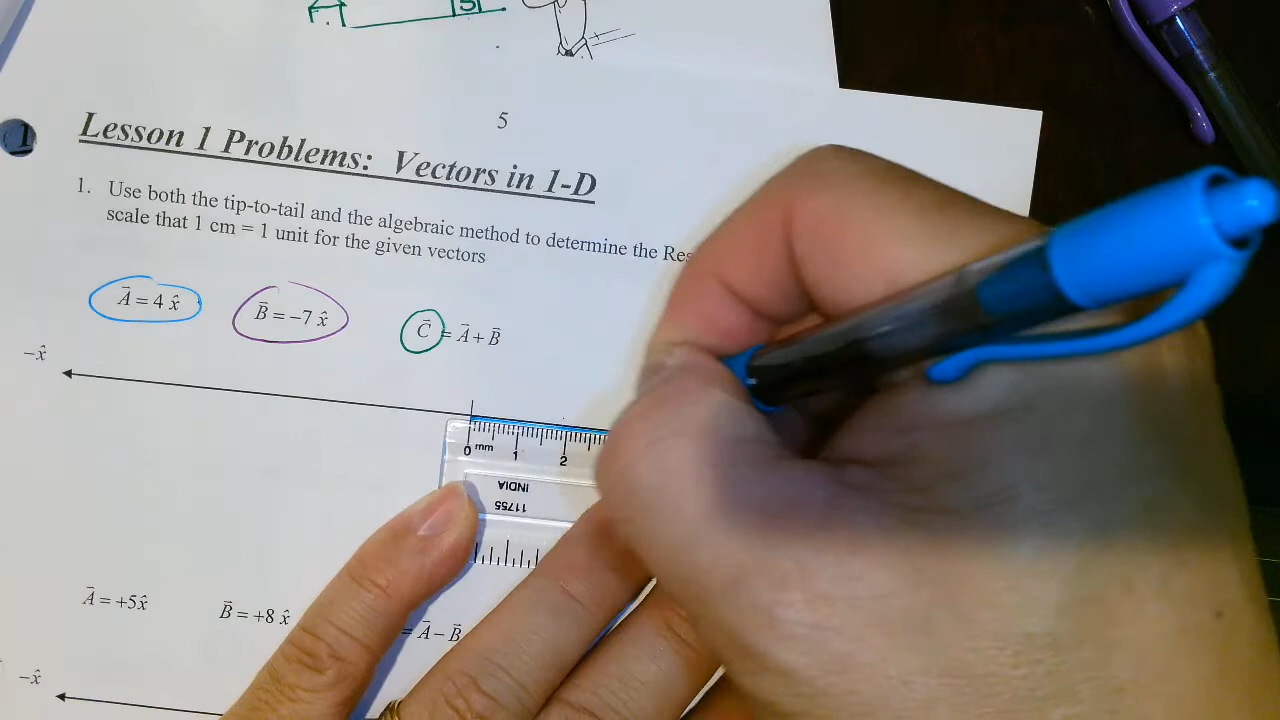 5
5
1
Lesson 1 Problems: Vectors in 1-D
1. Use both the tip-to-tail and the algebraic method to determine the
scale that 1 cm = 1 unit for the given vectors
A⃗ = 4 x̂ B⃗ = −7 x̂ C⃗ = A⃗ + B⃗
−x̂
0 mm 1 2
INDIA
11755
A⃗ = +5x̂ B⃗ = +8 x̂ = A⃗ − B⃗
−x̂